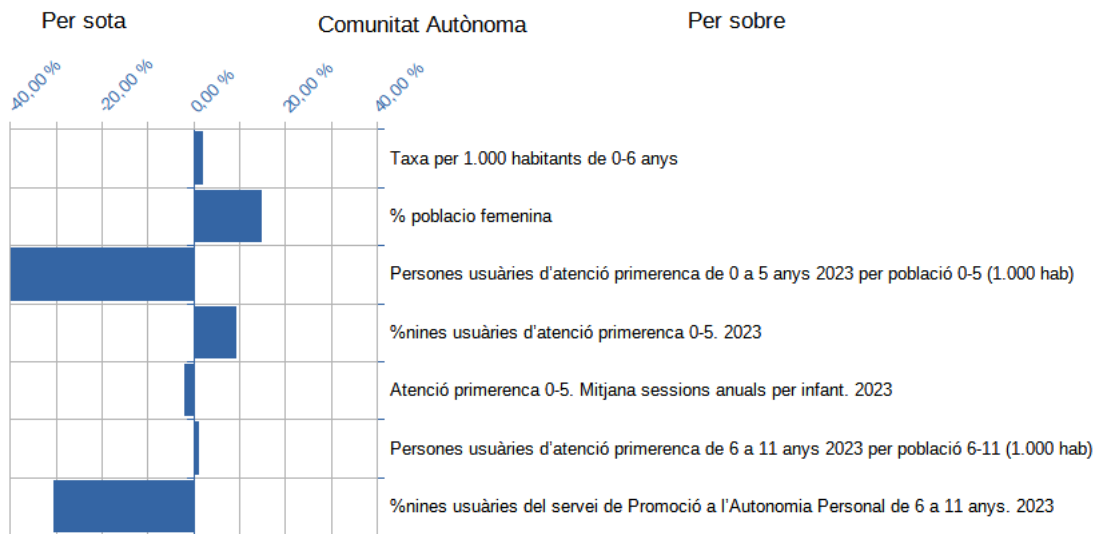 Per sota
Comunitat Autònoma
Per sobre
-40,00 %
-20,00 %
0,00 %
20,00 %
40,00 %
Taxa per 1.000 habitants de 0-6 anys
% poblacio femenina
Persones usuàries d’atenció primerenca de 0 a 5 anys 2023 per població 0-5 (1.000 hab)
%nines usuàries d’atenció primerenca 0-5. 2023
Atenció primerenca 0-5. Mitjana sessions anuals per infant. 2023
Persones usuàries d’atenció primerenca de 6 a 11 anys 2023 per població 6-11 (1.000 hab)
%nines usuàries del servei de Promoció a l’Autonomia Personal de 6 a 11 anys. 2023